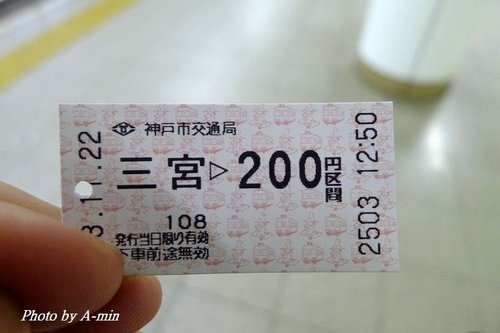 神戸市交通局
三宮▷200円区間
108
発行当日限り有効
下車前途無効
3.11.22
2503 12:50
Photo by A-min